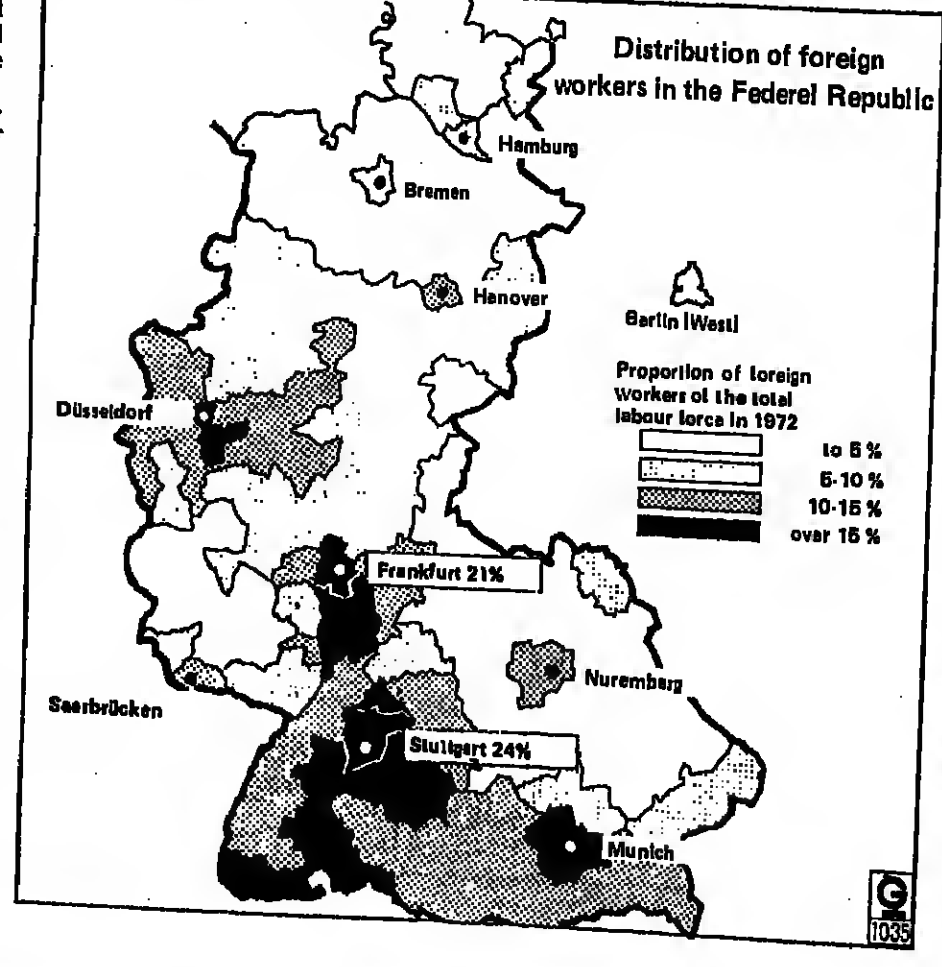 Distribution of foreign
workers in the Federel Republic
Hamburg
Bremen
Hanover
Bartin (West)
Proportion of foreign
workers of the total
labour force in 1972
to 5 %
5-10 %
10-15 %
over 15 %
Düsseldorf
Frankfurt 21%
Nuremberg
Saarbrücken
Stuttgart 24%
Munich
G
1035